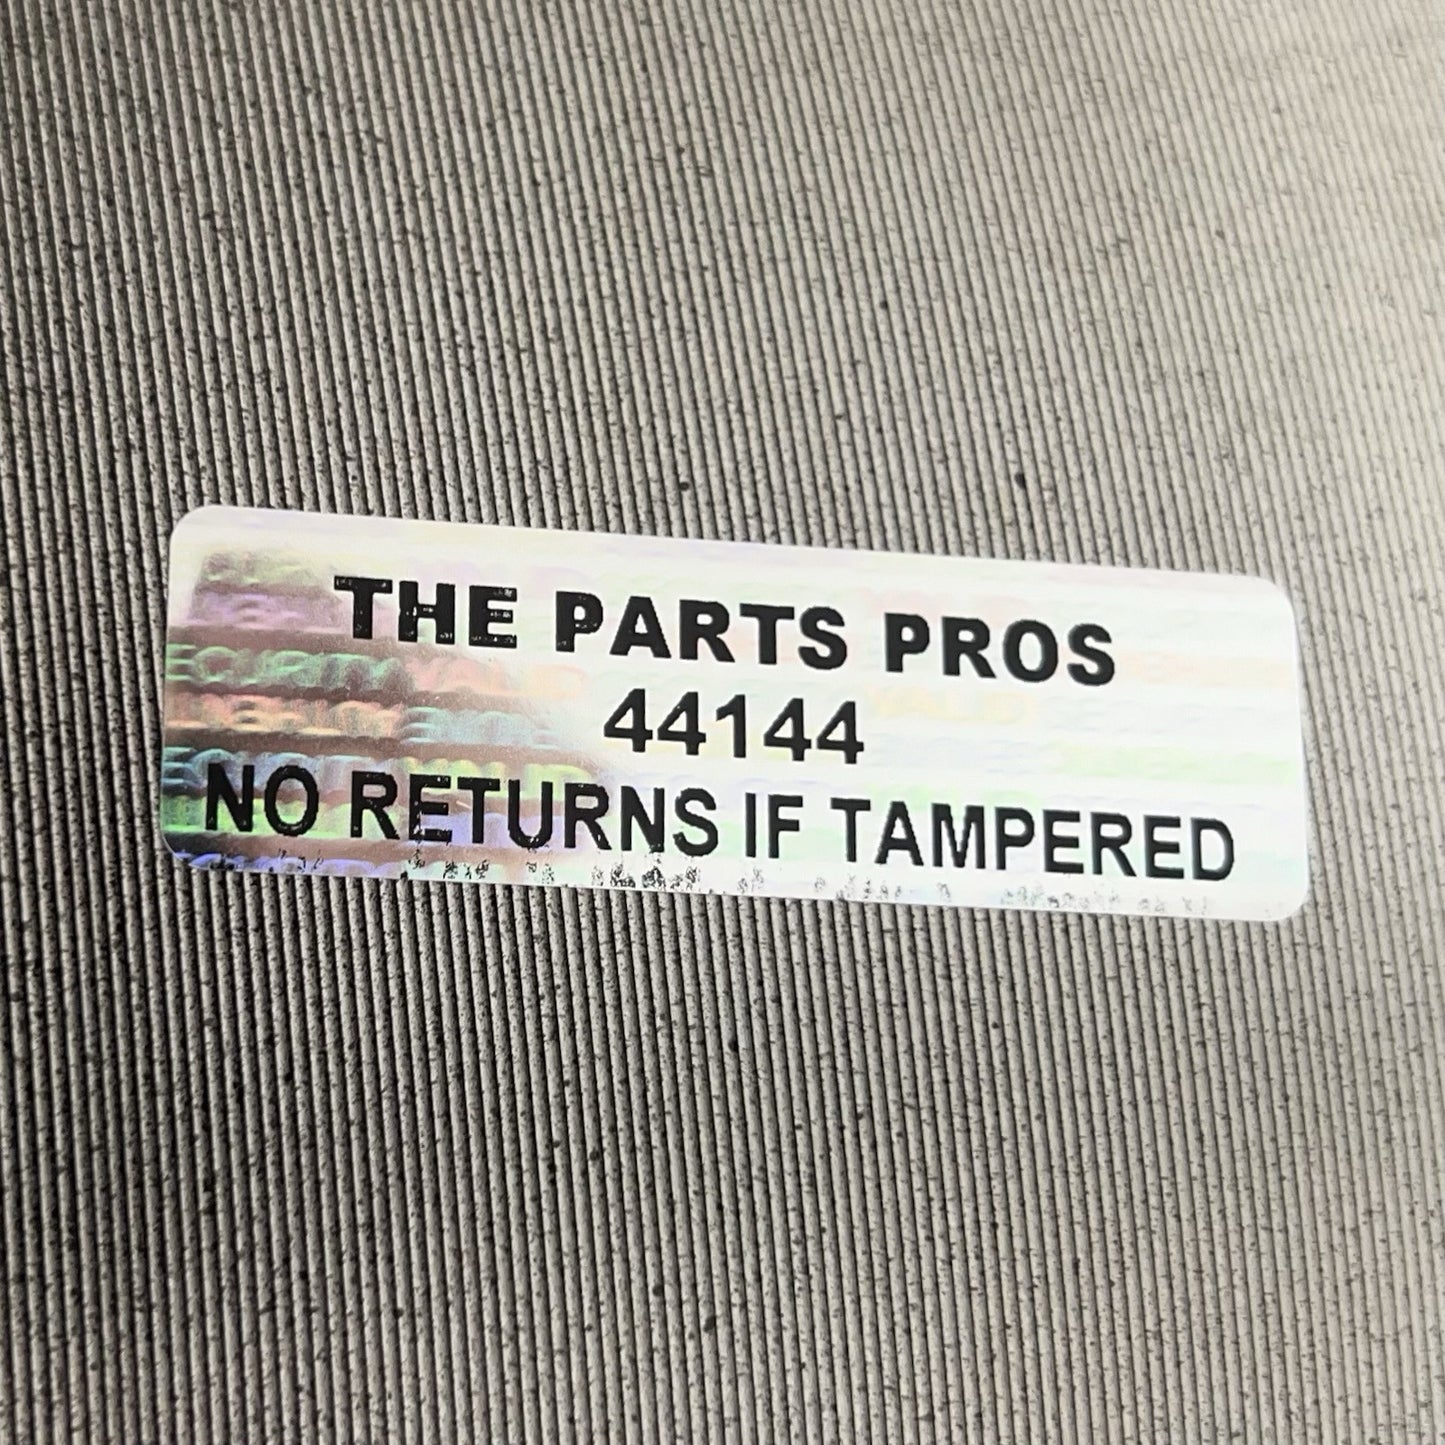 THE PARTS PROS
44144
NO RETURNS IF TAMPERED